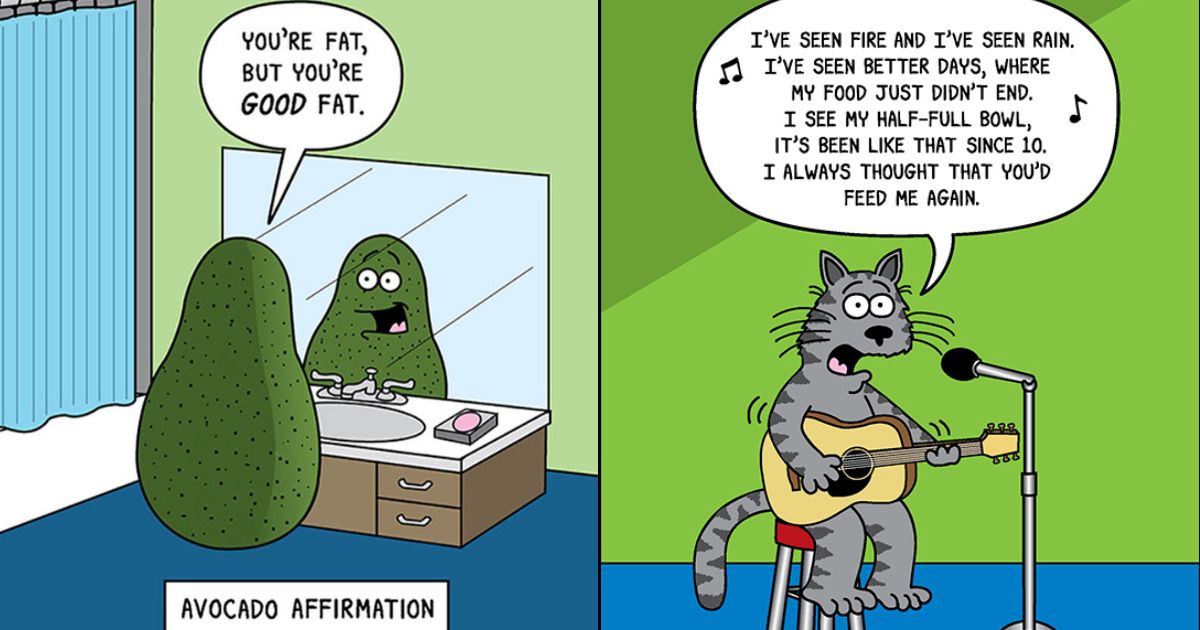 YOU'RE FAT,
BUT YOU'RE
GOOD FAT.
AVOCADO AFFIRMATION
I'VE SEEN FIRE AND I'VE SEEN RAIN.
I'VE SEEN BETTER DAYS, WHERE
MY FOOD JUST DIDN'T END.
I SEE MY HALF-FULL BOWL,
IT'S BEEN LIKE THAT SINCE 10.
I ALWAYS THOUGHT THAT YOU'D
FEED ME AGAIN.